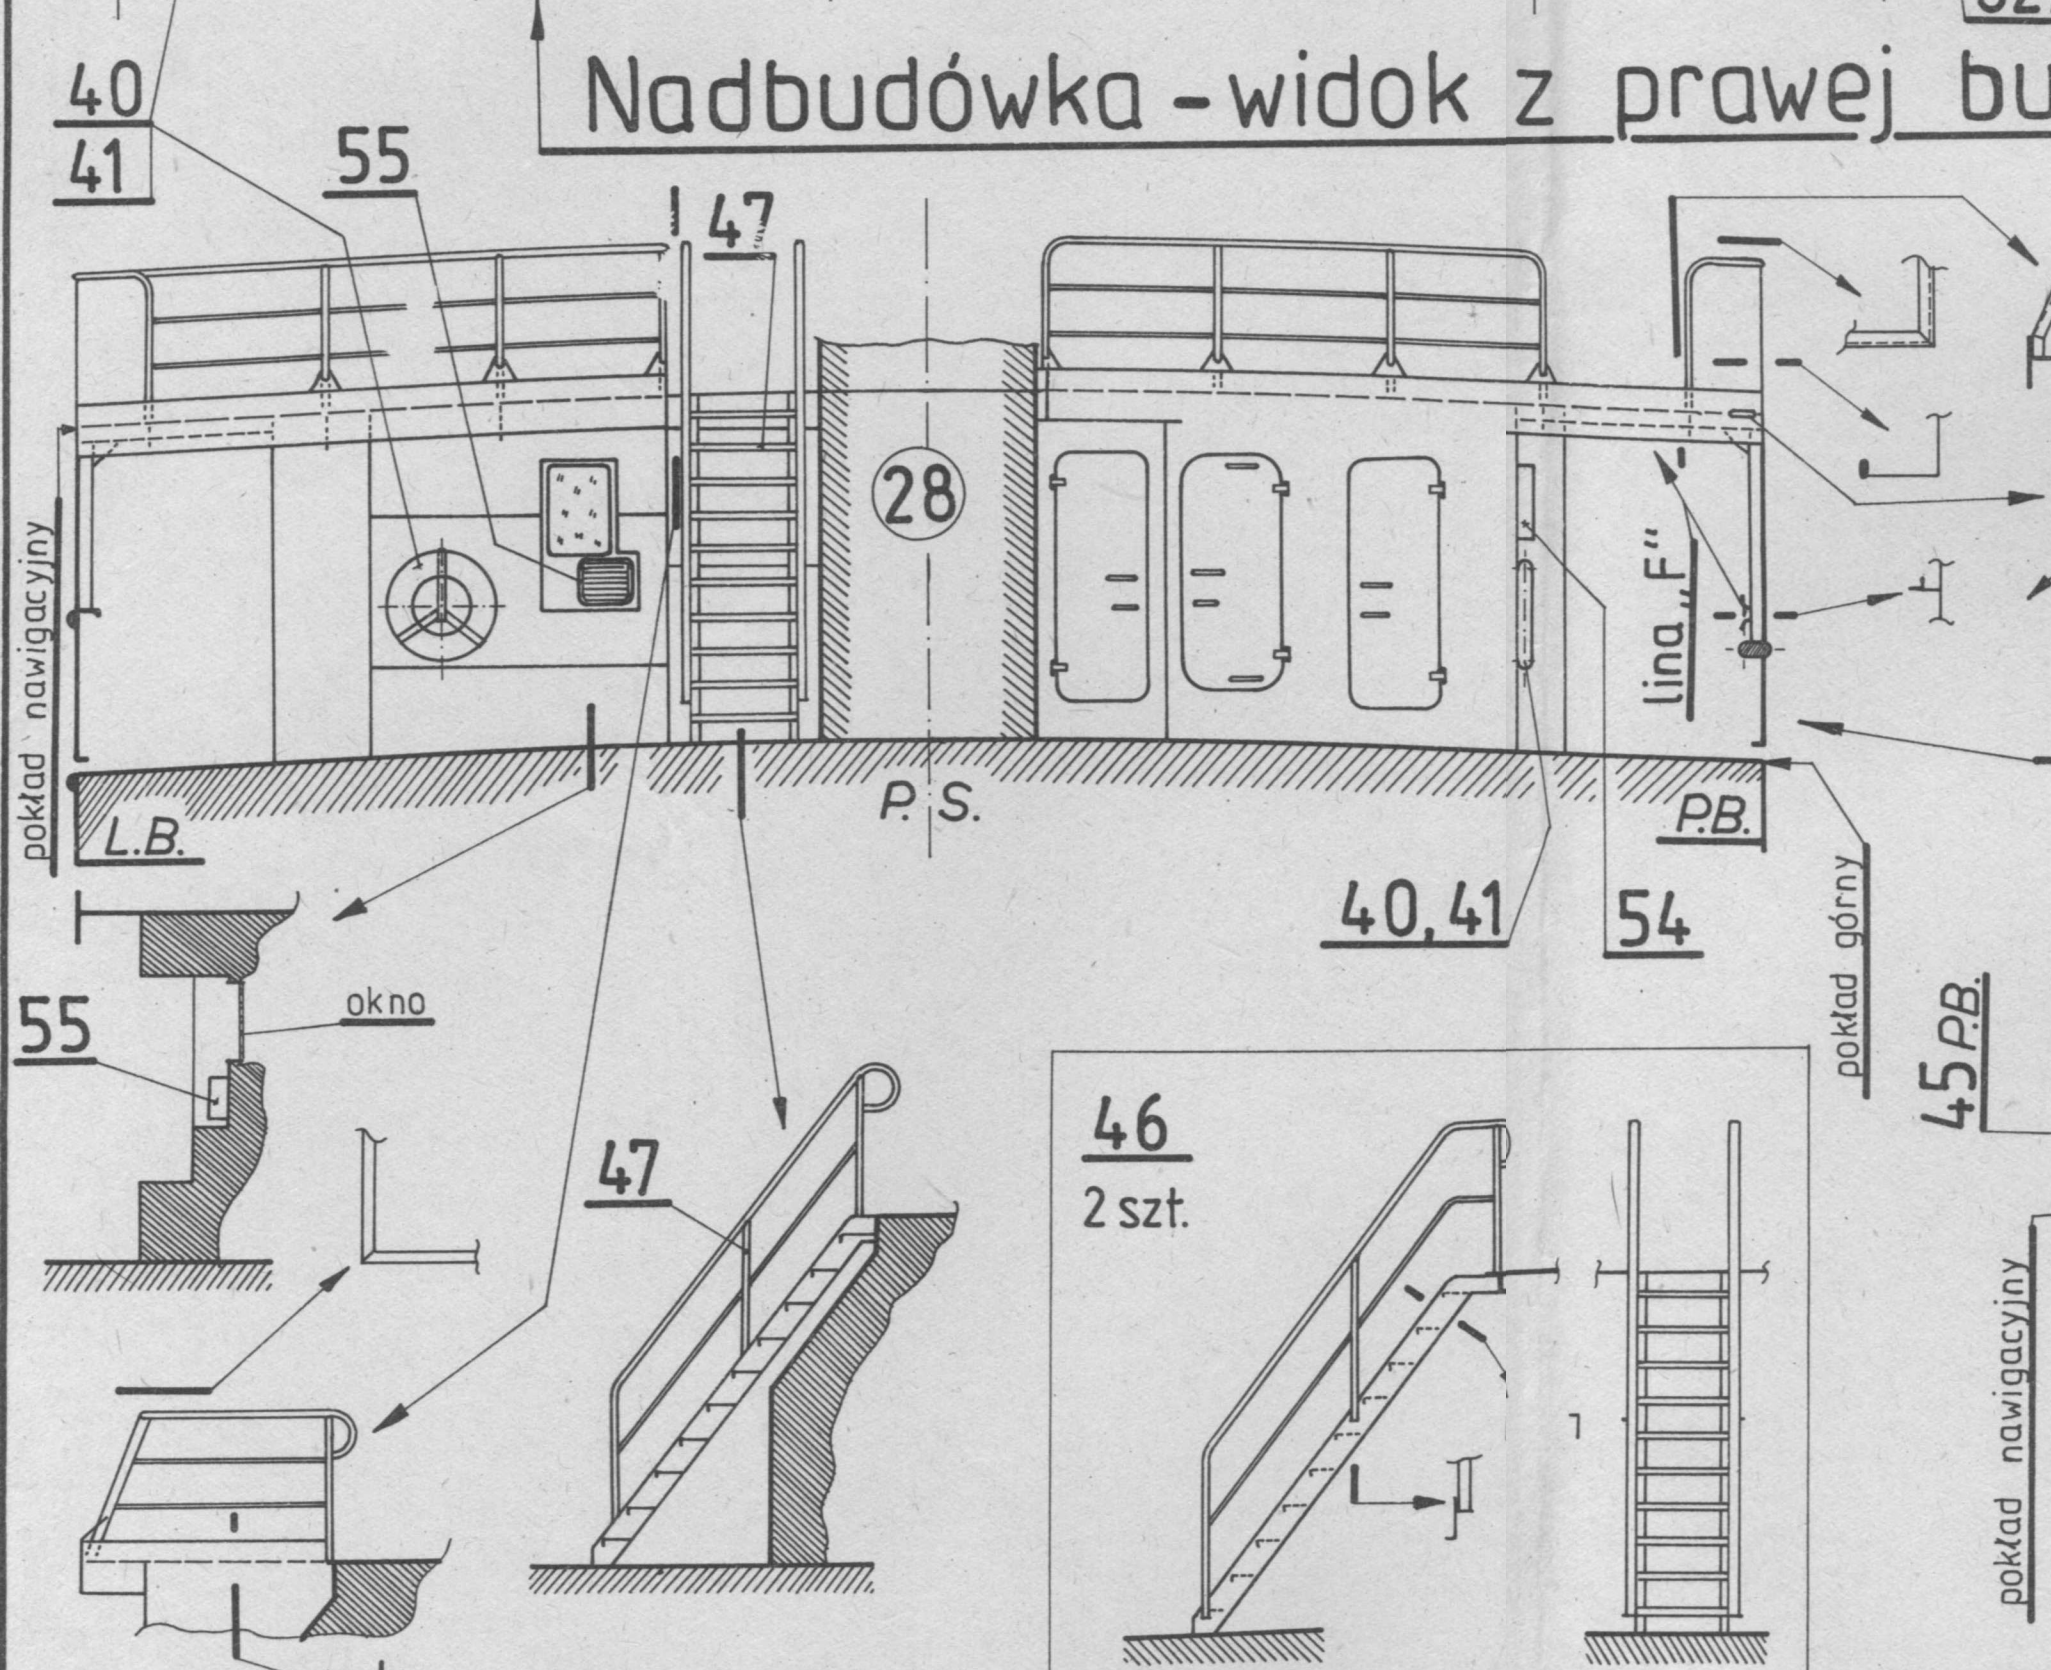 40
41
55
47
Nadbudówka - widok z prawej bu
28
pokład nawigacyjny
lina „F"
L.B.
P. S.
P.B.
40, 41
54
pokład górny
45 P.B.
okno
55
47
46
2 szt.
pokład nawigacyjny